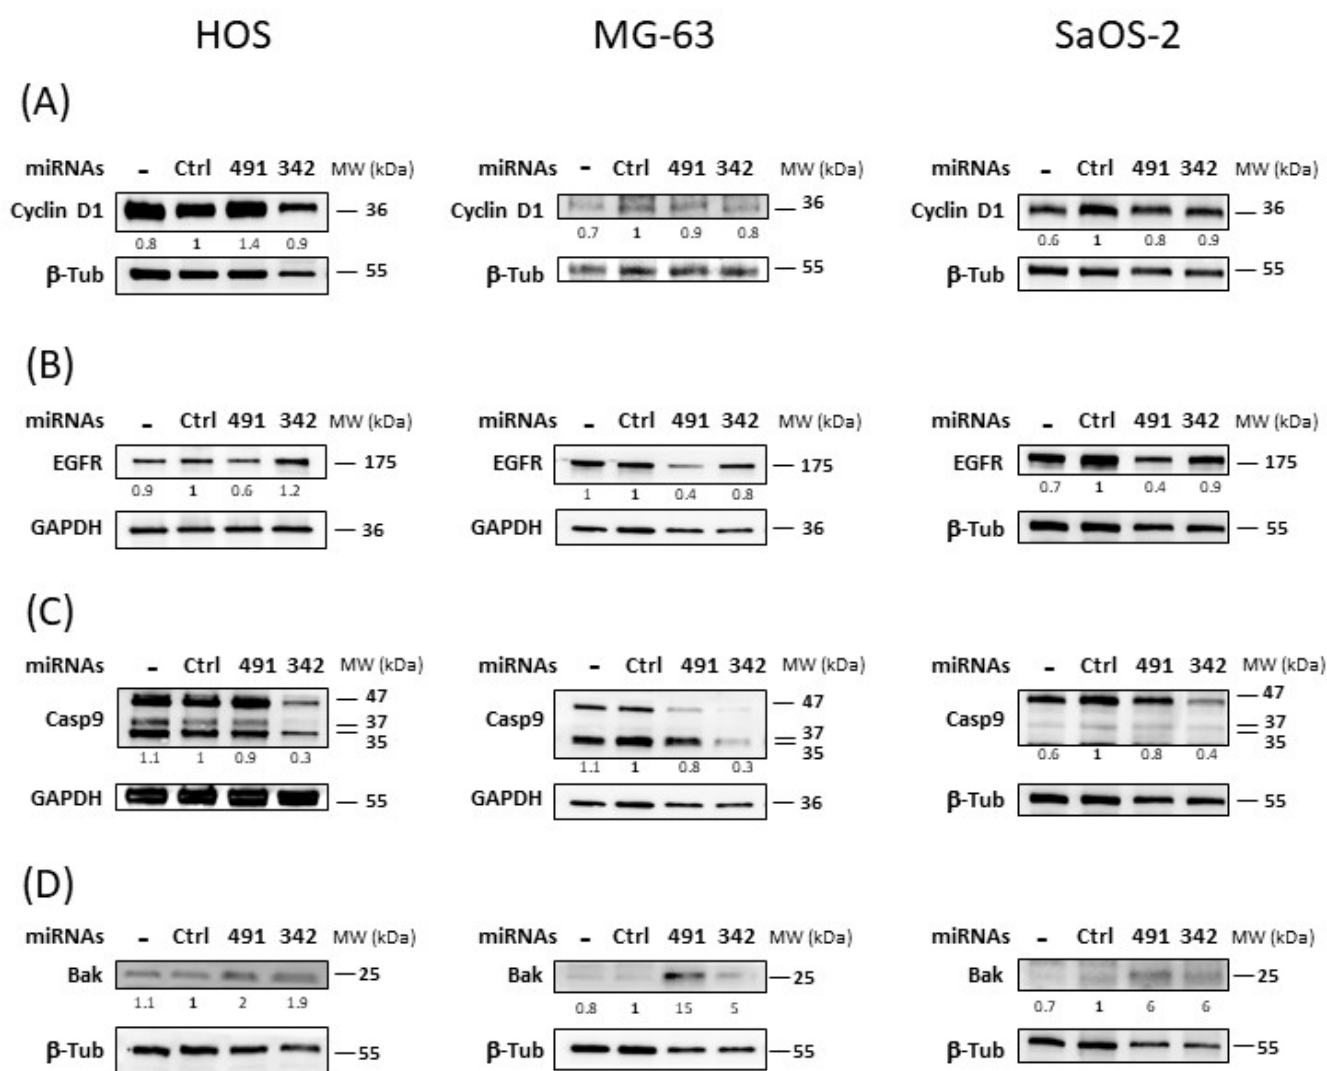 HOS MG-63 SaOS-2
(A)
miRNAs - Ctrl 491 342 MW (kDa) miRNAs - Ctrl 491 342 MW (kDa) miRNAs - Ctrl 491 342 MW (kDa)
Cyclin D1 — 36 Cyclin D1 — 36 Cyclin D1 — 36
0.8 1 1.4 0.9 0.7 1 0.9 0.8 0.6 1 0.8 0.9
β-Tub — 55 β-Tub — 55 β-Tub — 55
(B)
miRNAs - Ctrl 491 342 MW (kDa) miRNAs - Ctrl 491 342 MW (kDa) miRNAs - Ctrl 491 342 MW (kDa)
EGFR — 175 EGFR — 175 EGFR — 175
0.9 1 0.6 1.2 1 1 0.4 0.8 0.7 1 0.4 0.9
GAPDH — 36 GAPDH — 36 β-Tub — 55
(C)
miRNAs - Ctrl 491 342 MW (kDa) miRNAs - Ctrl 491 342 MW (kDa) miRNAs - Ctrl 491 342 MW (kDa)
— 47 — 47 — 47
Casp9 — 37 Casp9 — 37 Casp9 — 37
— 35 — 35 — 35
1.1 1 0.9 0.3 1.1 1 0.8 0.3 0.6 1 0.8 0.4
GAPDH — 55 GAPDH — 36 β-Tub — 55
(D)
miRNAs - Ctrl 491 342 MW (kDa) miRNAs - Ctrl 491 342 MW (kDa) miRNAs - Ctrl 491 342 MW (kDa)
Bak —25 Bak —25 Bak —25
1.1 1 2 1.9 0.8 1 15 5 0.7 1 6 6
β-Tub —55 β-Tub —55 β-Tub —55